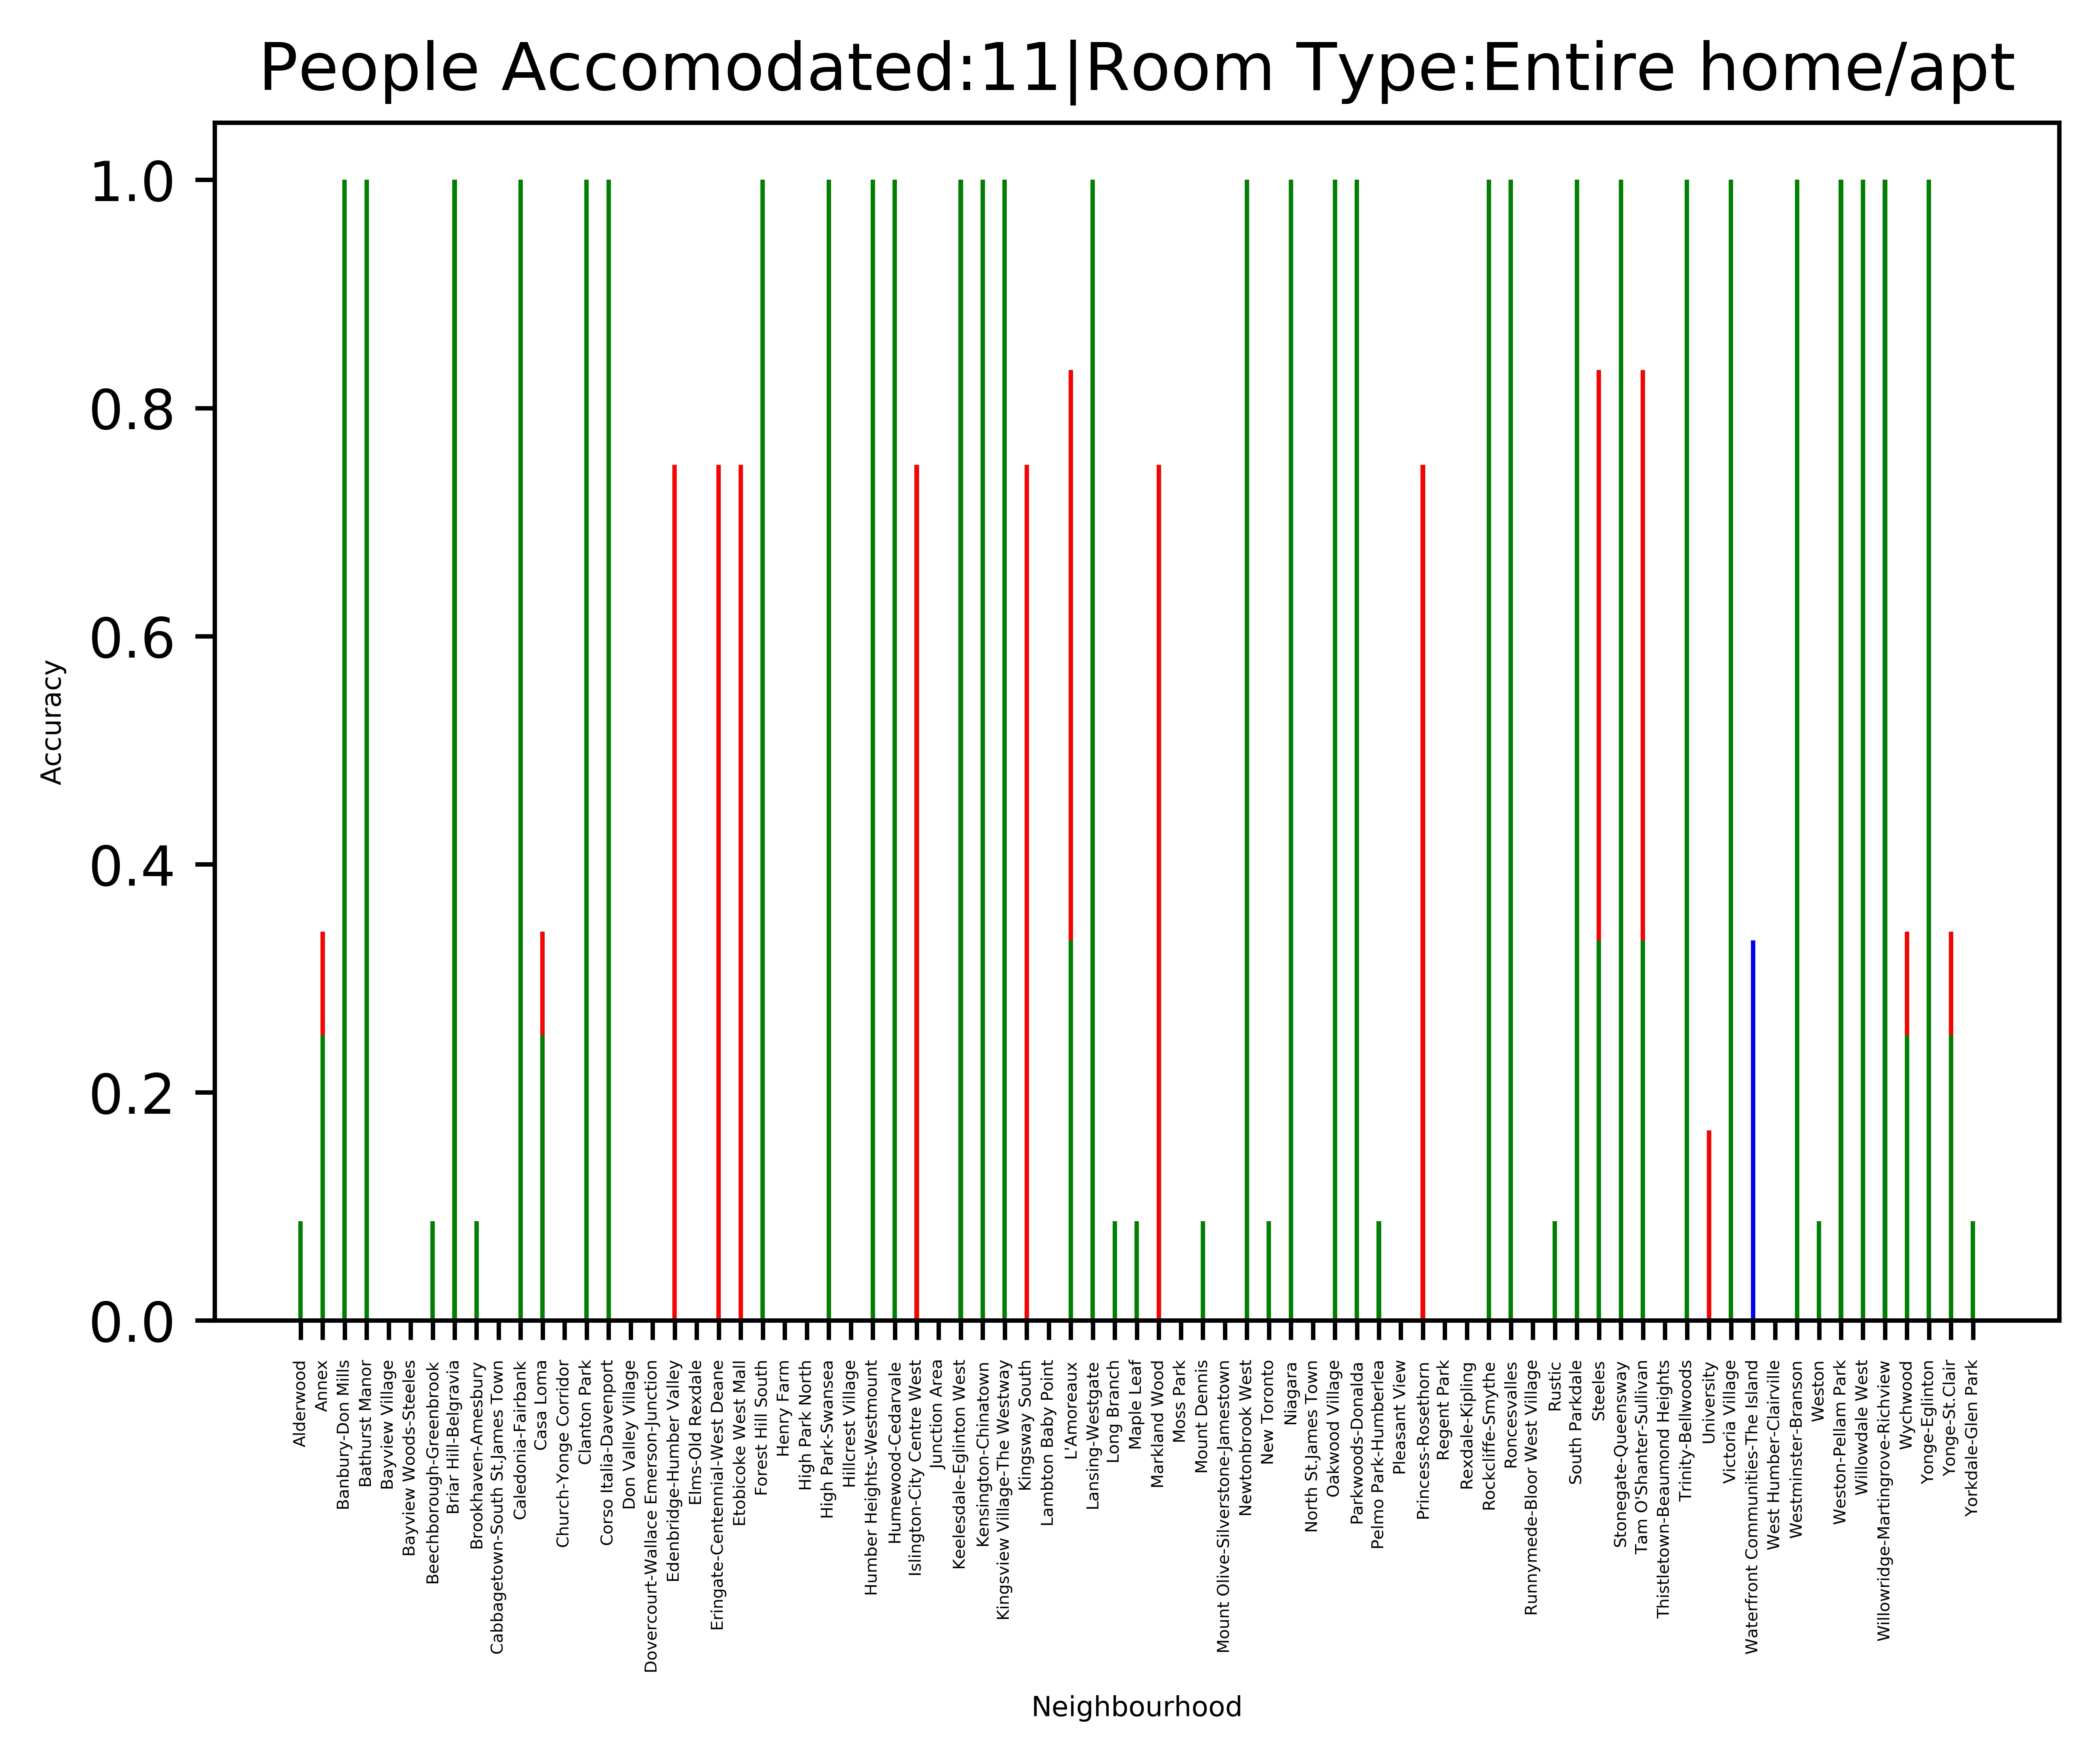 People Accomodated:11|Room Type:Entire home/apt
1.0
0.8
0.6
0.4
0.2
0.0
Accuracy
Alderwood
Annex
Banbury-Don Mills
Bathurst Manor
Bayview Village
Bayview Woods-Steeles
Beechborough-Greenbrook
Briar Hill-Belgravia
Brookhaven-Amesbury
Cabbagetown-South St.James Town
Caledonia-Fairbank
Casa Loma
Church-Yonge Corridor
Clanton Park
Corso Italia-Davenport
Don Valley Village
Dovercourt-Wallace Emerson-Junction
Edenbridge-Humber Valley
Elms-Old Rexdale
Eringate-Centennial-West Deane
Etobicoke West Mall
Forest Hill South
Henry Farm
High Park North
High Park-Swansea
Hillcrest Village
Humber Heights-Westmount
Humewood-Cedarvale
Islington-City Centre West
Junction Area
Keelesdale-Eglinton West
Kensington-Chinatown
Kingsview Village-The Westway
Kingsway South
Lambton Baby Point
L'Amoreaux
Lansing-Westgate
Long Branch
Maple Leaf
Markland Wood
Moss Park
Mount Dennis
Mount Olive-Silverstone-Jamestown
Newtonbrook West
New Toronto
Niagara
North St.James Town
Oakwood Village
Parkwoods-Donalda
Pelmo Park-Humberlea
Pleasant View
Princess-Rosethorn
Regent Park
Rexdale-Kipling
Rockcliffe-Smythe
Roncesvalles
Runnymede-Bloor West Village
Rustic
South Parkdale
Steeles
Stonegate-Queensway
Tam O'Shanter-Sullivan
Thistletown-Beaumond Heights
Trinity-Bellwoods
University
Victoria Village
Waterfront Communities-The Island
West Humber-Clairville
Westminster-Branson
Weston
Weston-Pellam Park
Willowdale West
Willowridge-Martingrove-Richview
Wychwood
Yonge-Eglinton
Yonge-St.Clair
Yorkdale-Glen Park
Neighbourhood